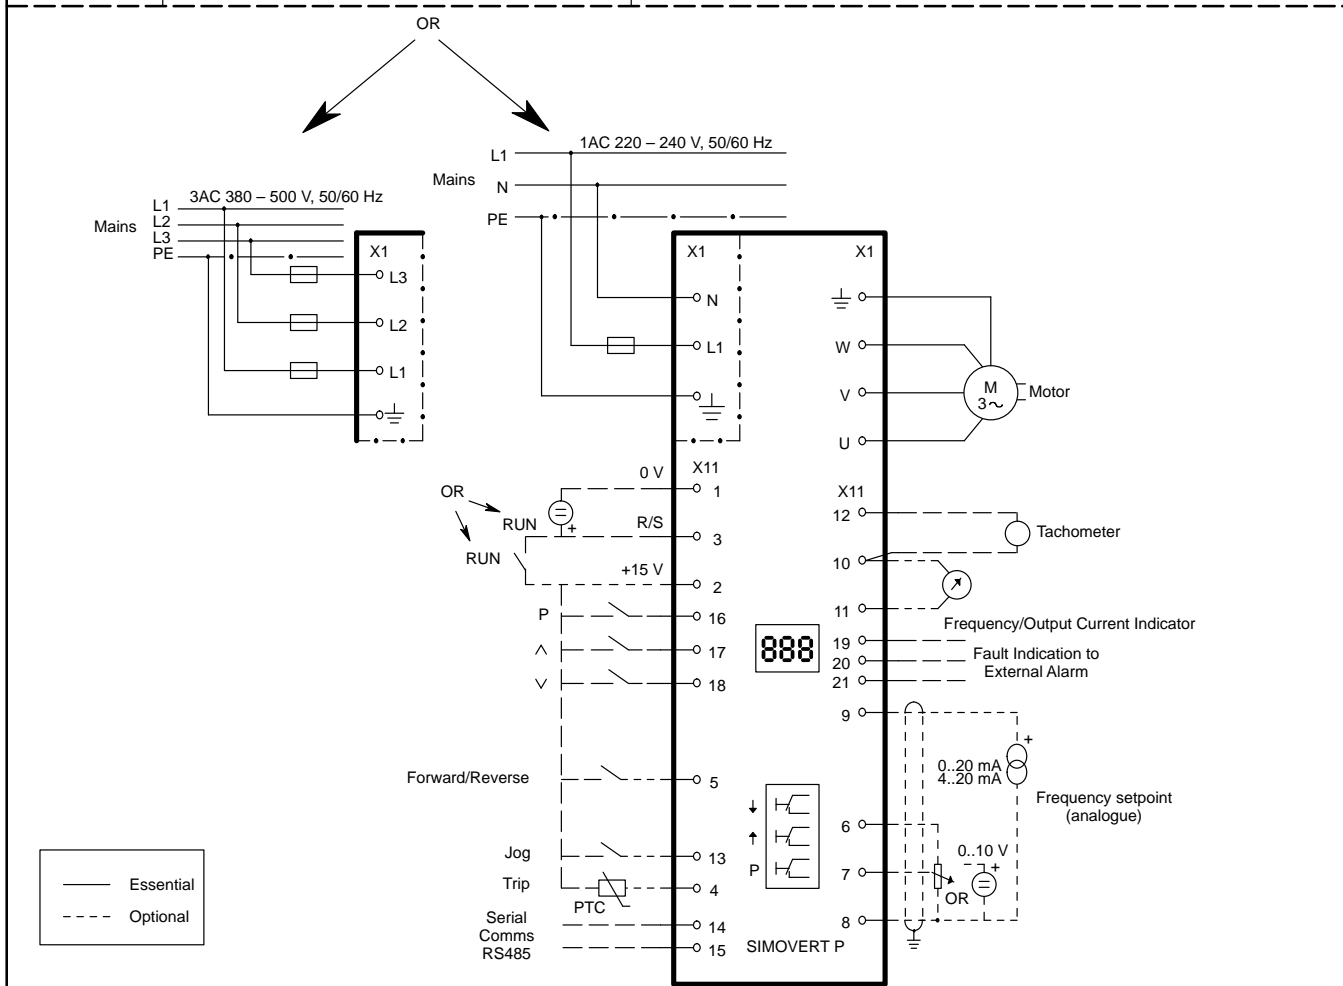 OR
1AC 220 – 240 V, 50/60 Hz
L1
Mains
N
PE
3AC 380 – 500 V, 50/60 Hz
L1
Mains
L2
L3
PE
X1
L3
L2
L1
X1
X1
N
L1
W
V
U
M
3~
Motor
X11
0 V
1
OR
RUN
+
R/S
3
RUN
+15 V
2
P
16
17
18
Forward/Reverse
5
Jog
13
Trip
4
PTC
Serial
Comms
RS485
14
15
888
P
SIMOVERT P
X11
12
Tachometer
10
11
Frequency/Output Current Indicator
19
20
21
Fault Indication to
External Alarm
9
+
0..20 mA
4..20 mA
Frequency setpoint
(analogue)
6
7
0..10 V
+
OR
8
Essential
Optional